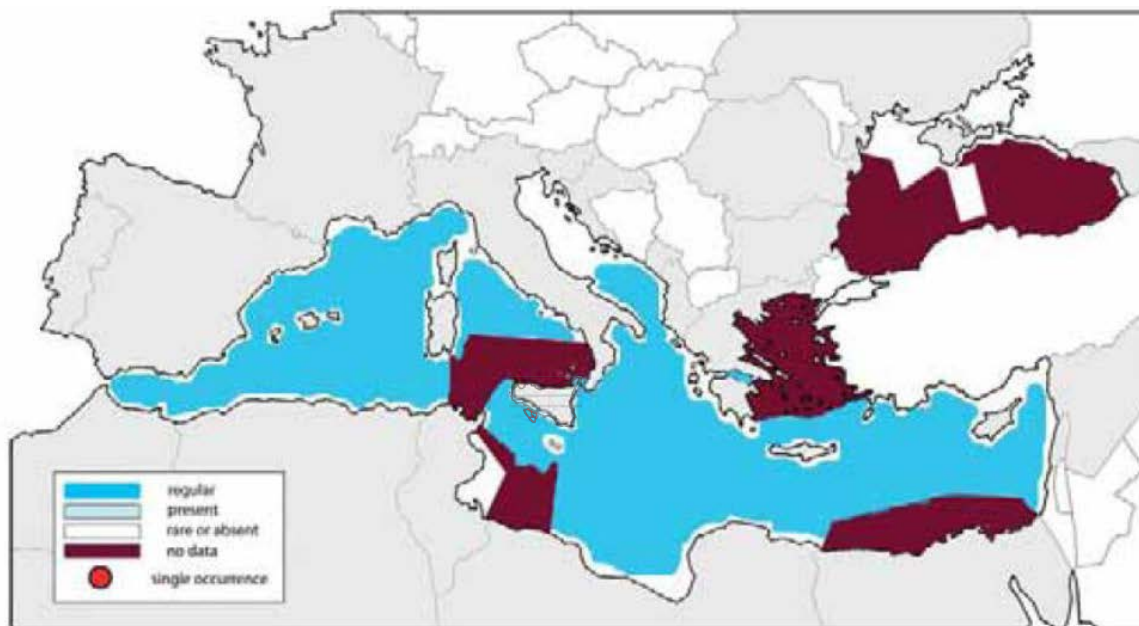 regular
present
rare or absent
no data
single occurrence